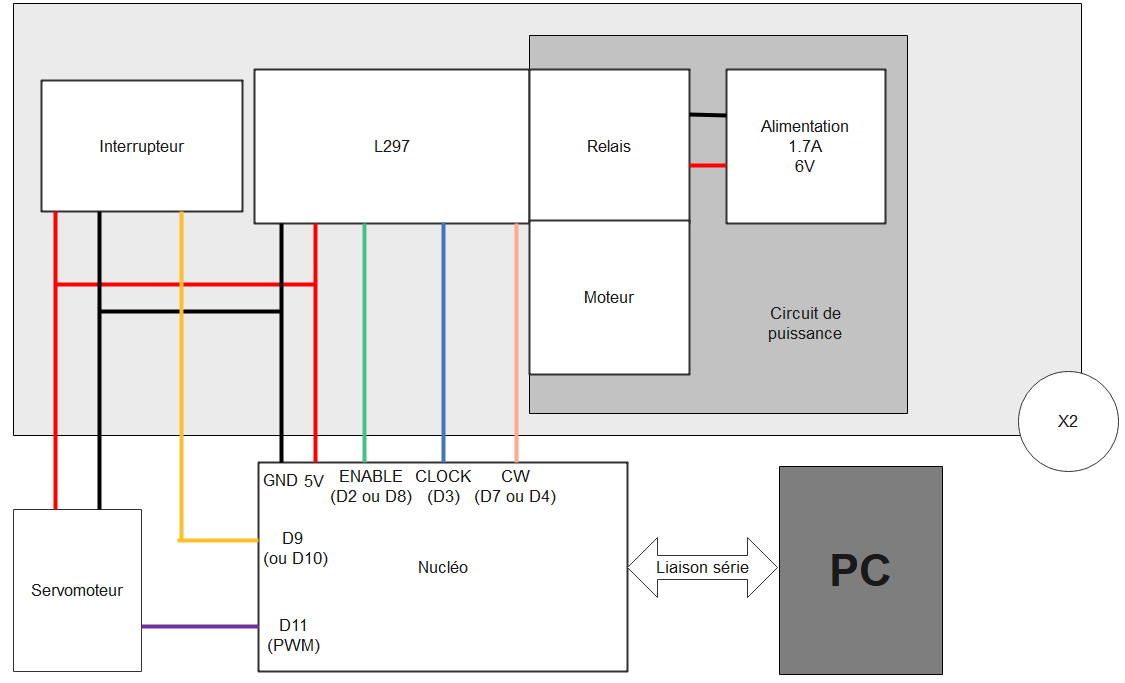 Interrupteur
L297
Relais
Alimentation
1.7A
6V
Moteur
Circuit de
puissance
X2
GND
5V
ENABLE
(D2 ou D8)
CLOCK
(D3)
CW
(D7 ou D4)
D9
(ou D10)
Nucléo
Liaison série
PC
Servomoteur
D11
(PWM)